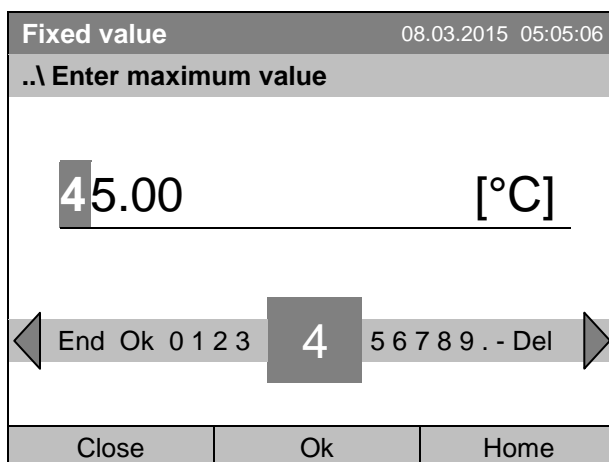 Fixed value 08.03.2015 05:05:06
..\ Enter maximum value
45.00 [°C]
End Ok 0 1 2 3 4 5 6 7 8 9 . - Del
Close Ok Home